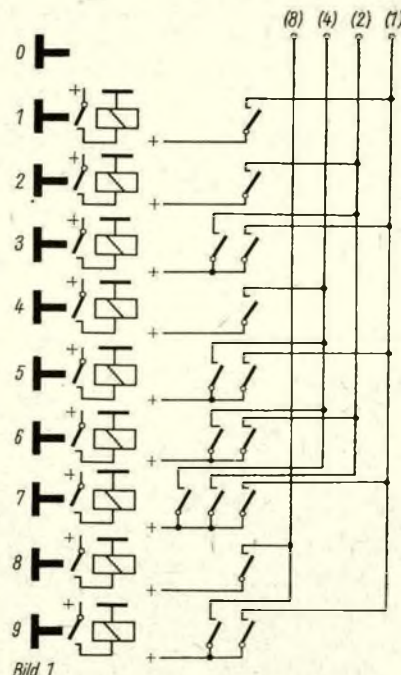 (8) (4) (2) (1)
0
1 + +
2 + +
3 + +
4 + +
5 + +
6 + +
7 + +
8 + +
9 + +
Bild 1